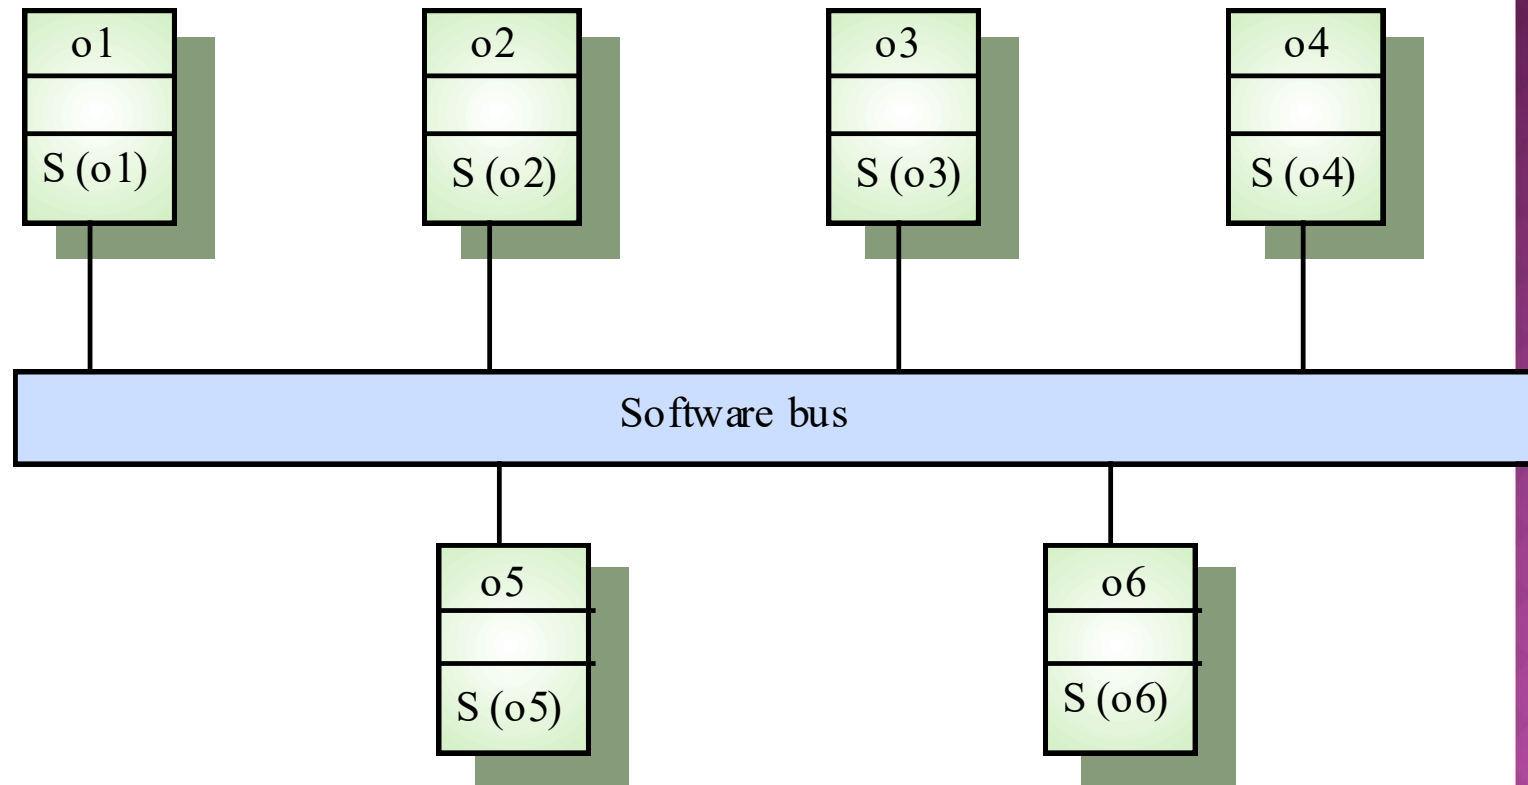 o1
o2
o3
o4
S (o1)
S (o2)
S (o3)
S (o4)
Software bus
o5
o6
S (o5)
S (o6)